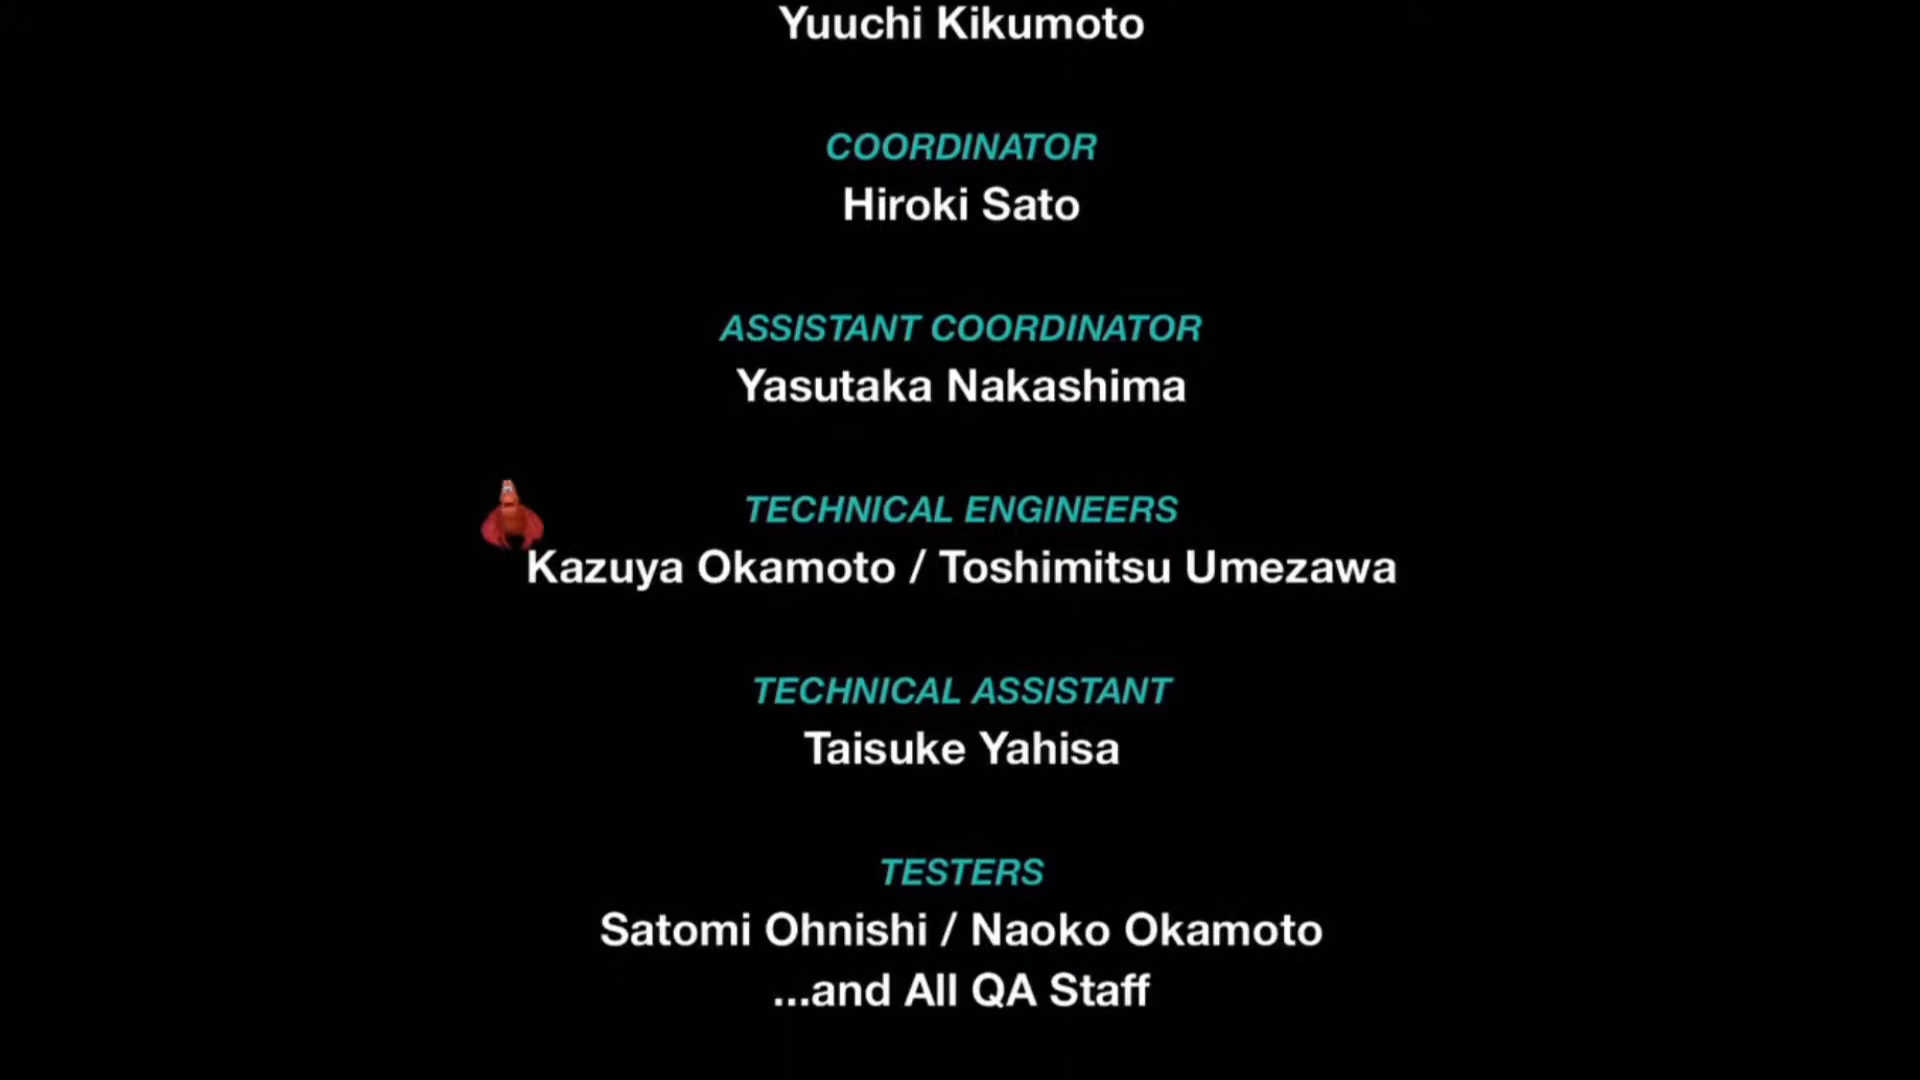 Yuuchi Kikumoto
COORDINATOR
Hiroki Sato
ASSISTANT COORDINATOR
Yasutaka Nakashima
TECHNICAL ENGINEERS
Kazuya Okamoto / Toshimitsu Umezawa
TECHNICAL ASSISTANT
Taisuke Yahisa
TESTERS
Satomi Ohnishi / Naoko Okamoto
...and All QA Staff